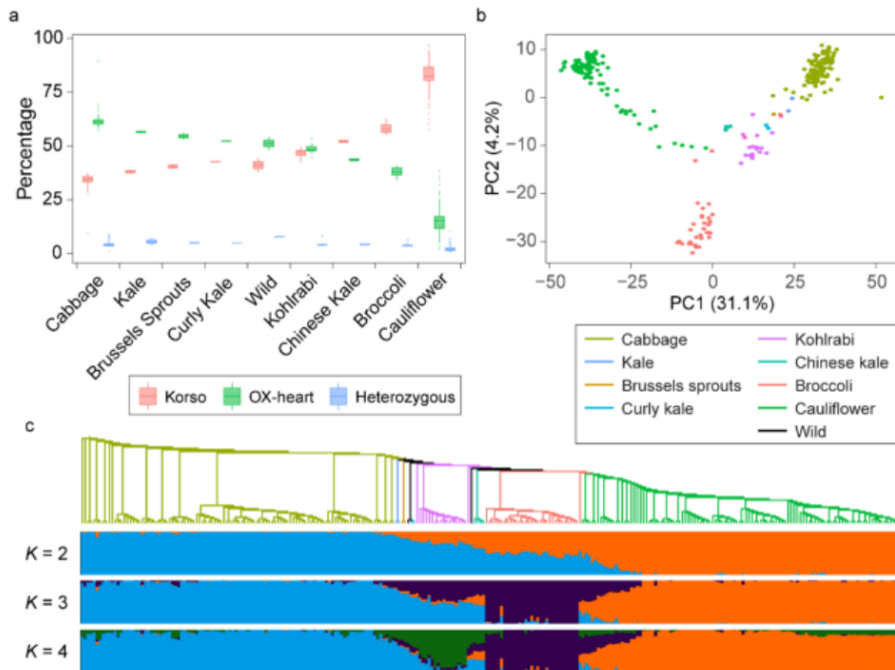 a
100
75
50
25
0
Percentage
Cabbage
Kale
Brussels Sprouts
Curly Kale
Wild
Kohlrabi
Chinese Kale
Broccoli
Cauliflower
Korso OX-heart Heterozygous
b
10
0
−10
−20
−30
PC2 (4.2%)
−50 −25 0 25 50
PC1 (31.1%)
Cabbage Kohlrabi
Kale Chinese kale
Brussels sprouts Broccoli
Curly kale Cauliflower
Wild
c
K = 2
K = 3
K = 4